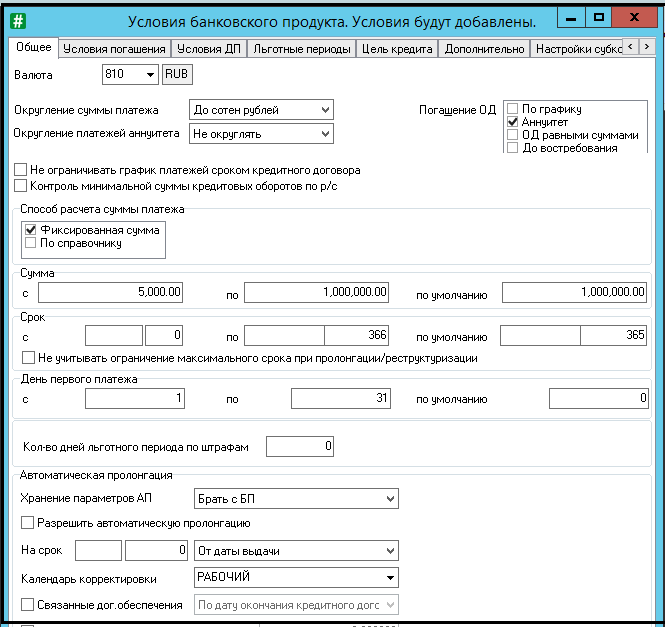 # Условия банковского продукта. Условия будут добавлены.
Общее Условия погашения Условия ДП Льготные периоды Цель кредита Дополнительно Настройки субкс
Валюта 810 RUB
Округление суммы платежа До сотен рублей Погашение ОД По графику
Аннуитет
Округление платежей аннуитета Не округлять ОД равными суммами
До востребования
Не ограничивать график платежей сроком кредитного договора
Контроль минимальной суммы кредитовых оборотов по р/с
Способ расчета суммы платежа
Фиксированная сумма
По справочнику
Сумма
с 5,000.00 по 1,000,000.00 по умолчанию 1,000,000.00
Срок
с 0 по 366 по умолчанию 365
Не учитывать ограничение максимального срока при пролонгации/реструктуризации
День первого платежа
с 1 по 31 по умолчанию 0
Кол-во дней льготного периода по штрафам 0
Автоматическая пролонгация
Хранение параметров АП Брать с БП
Разрешить автоматическую пролонгацию
На срок 0 От даты выдачи
Календарь корректировки РАБОЧИЙ
Связанные дог.обеспечения По дату окончания кредитного догс